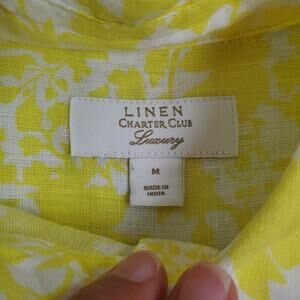 LINEN
CHARTER CLUB
Luxury
M
MADE IN
INDIA